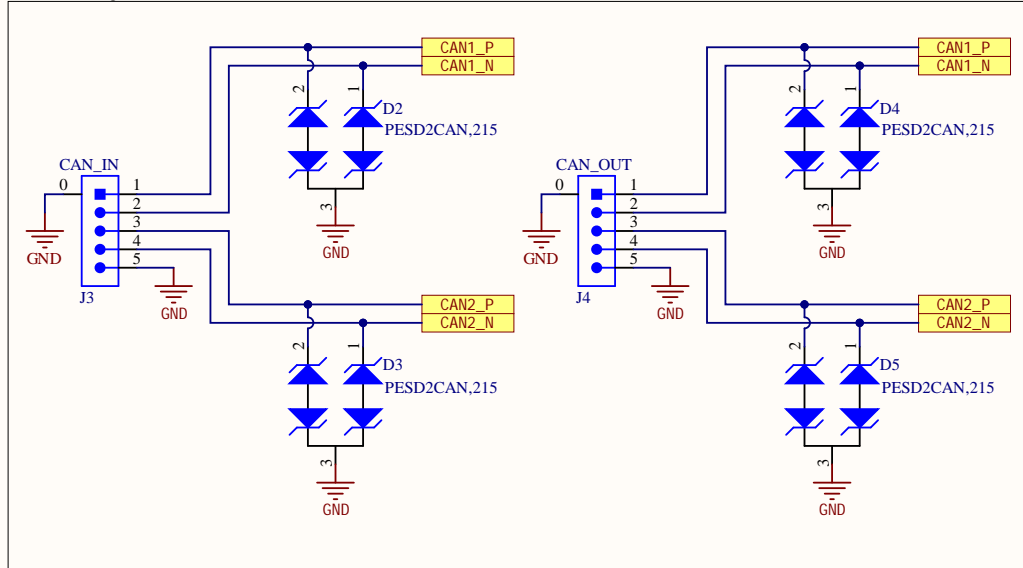 CAN1_P
CAN1_N
2
1
D2
PESD2CAN,215
CAN_IN
0
1
2
3
4
5
3
GND
GND
J3
GND
CAN2_P
CAN2_N
2
1
D3
PESD2CAN,215
3
GND
CAN1_P
CAN1_N
2
1
D4
PESD2CAN,215
CAN_OUT
0
1
2
3
4
5
3
GND
GND
J4
GND
CAN2_P
CAN2_N
2
1
D5
PESD2CAN,215
3
GND